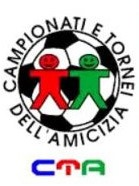 CAMPIONATI E TORNEI
DELL'AMICIZIA
CTA